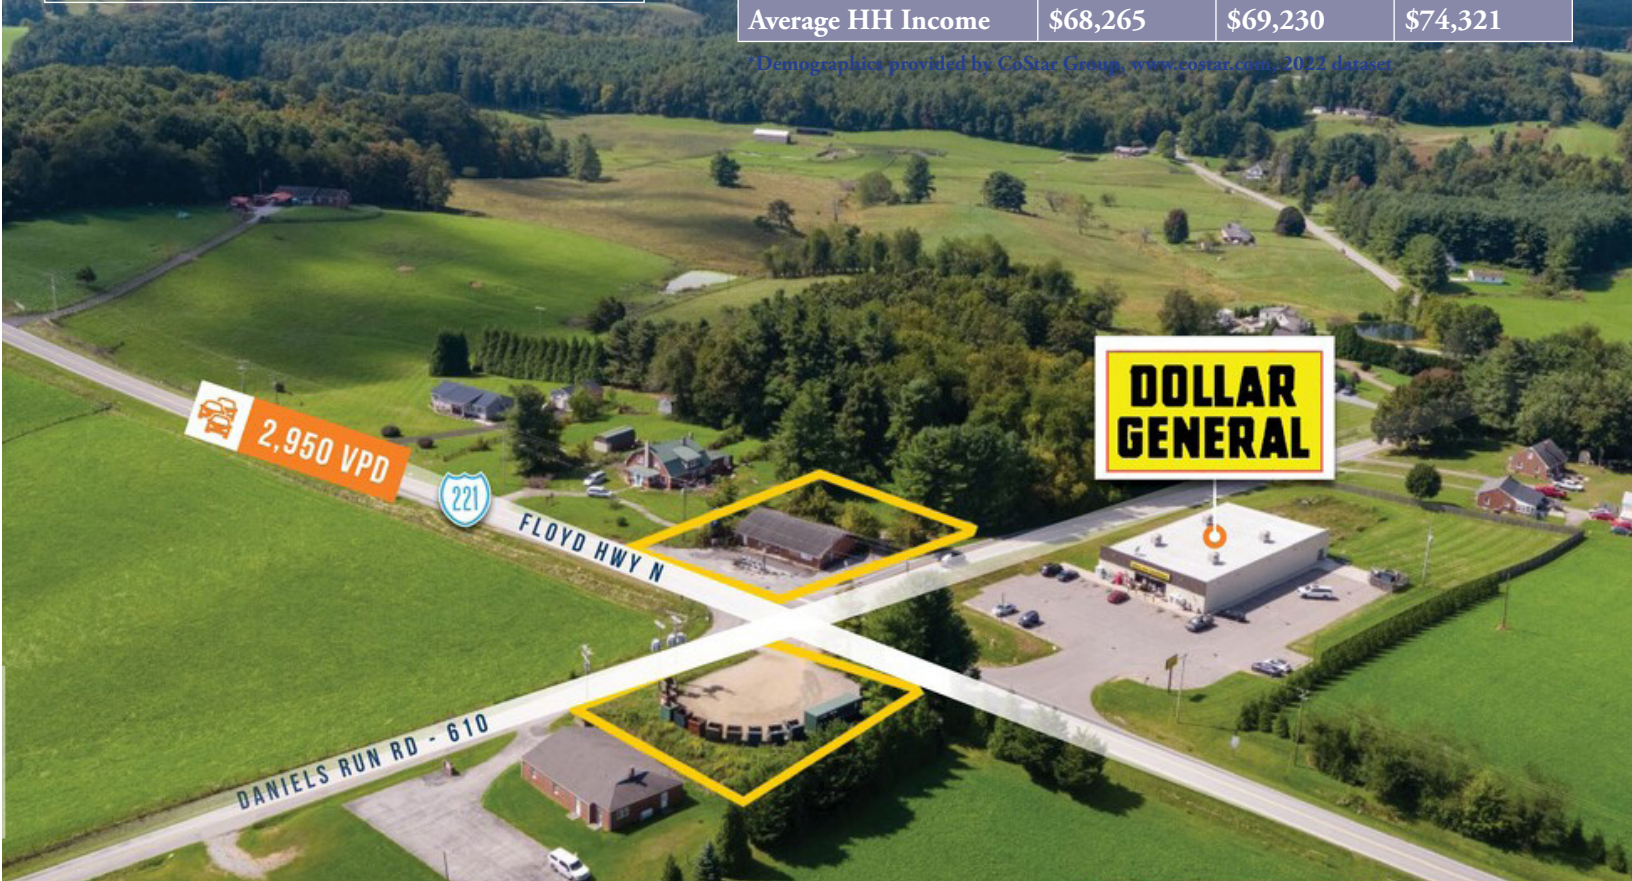 Average HH Income $68,265 $69,230 $74,321
*Demographics provided by CoStar Group, www.costar.com, 2022 dataset
DOLLAR
GENERAL
2,950 VPD
221
FLOYD HWY N
DANIELS RUN RD - 610